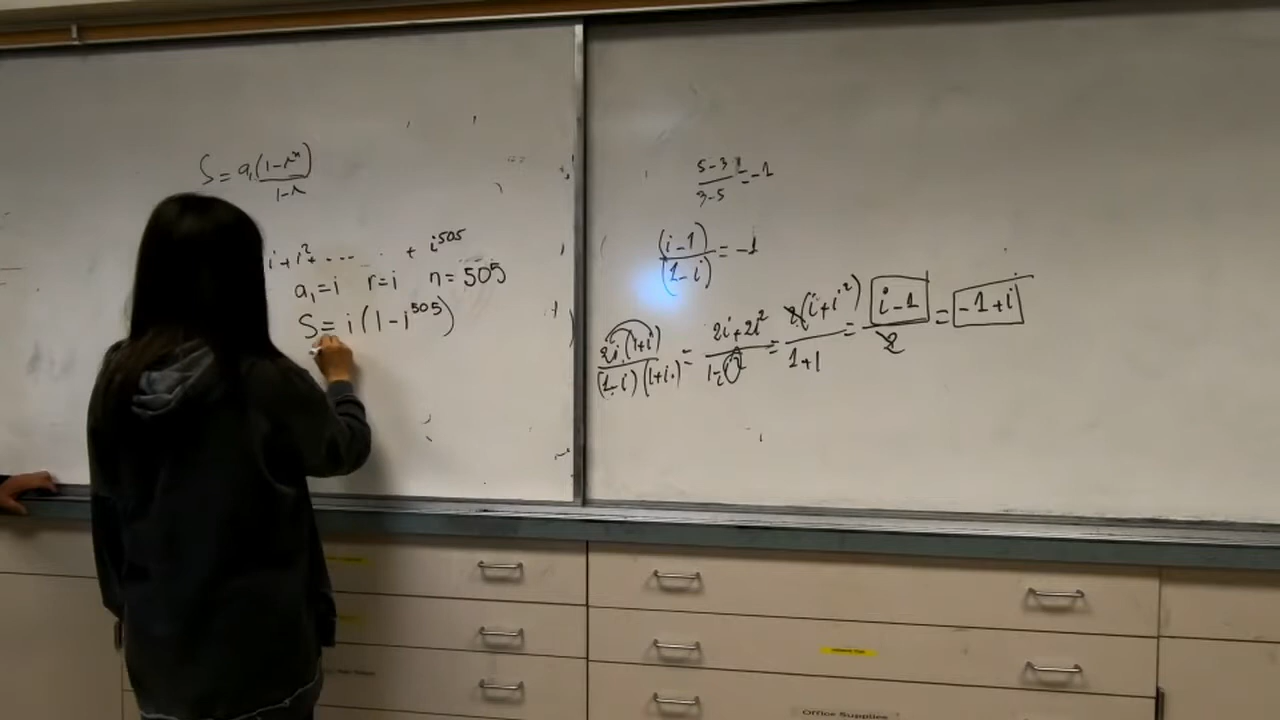 S = a₁(1-rⁿ)/1-r
i+i²+ ... + i⁵⁰⁵
a₁=i r=i n=505
S= i(1-i⁵⁰⁵)
5-3/3-5 = -1
(i-1)/(1-i) = -1
2i(1+i)/(1-i)(1+i) = 2i+2i²/1-i² = 2(i+i²)/1+1 = i-1/2 = -1+i
Office Supplies